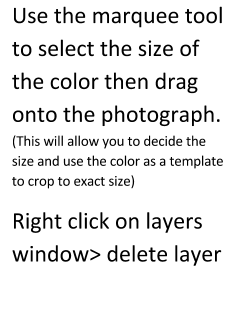 Use the marquee tool
to select the size of
the color then drag
onto the photograph.
(This will allow you to decide the
size and use the color as a template
to crop to exact size)
Right click on layers
window> delete layer